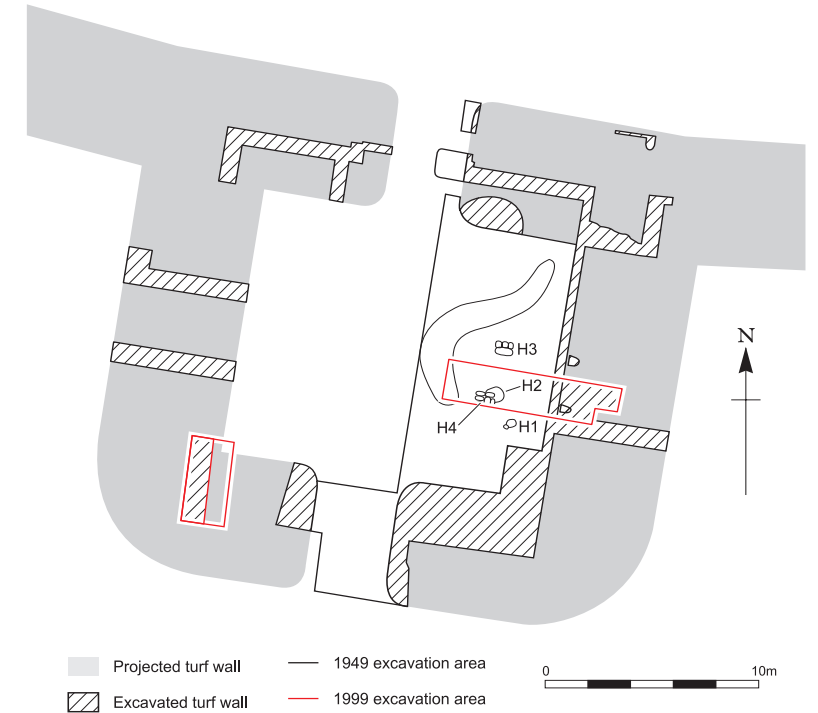 N
H3
H2
H4
H1
Projected turf wall
1949 excavation area
0
10m
Excavated turf wall
1999 excavation area